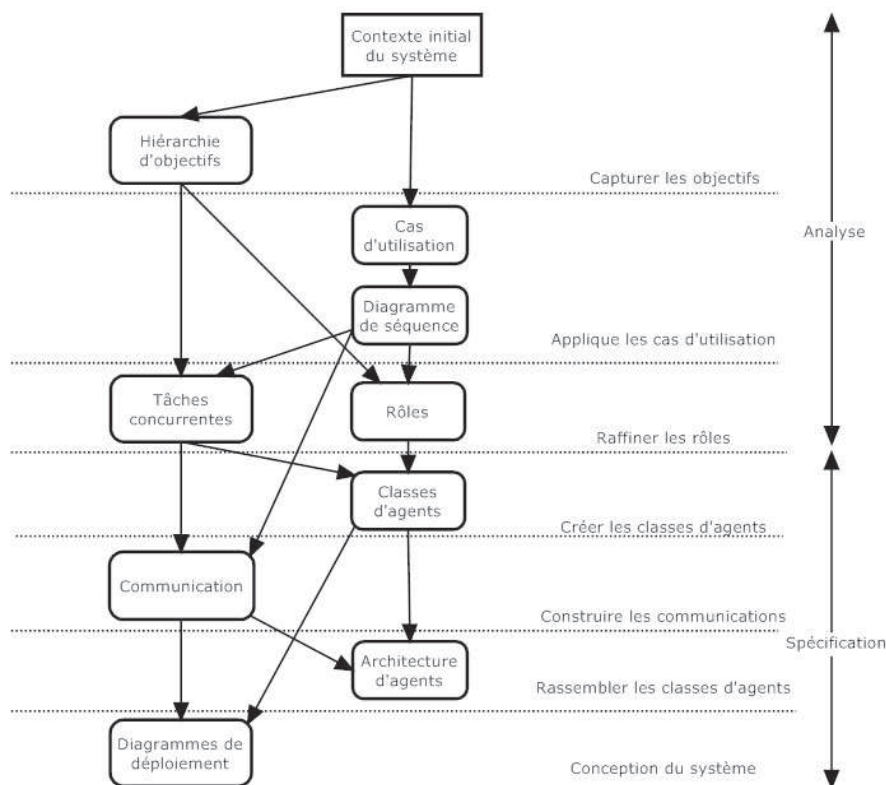 Contexte initial
du système
Hiérarchie
d'objectifs
Capturer les objectifs
Cas
d'utilisation
Analyse
Diagramme
de séquence
Applique les cas d'utilisation
Tâches
concurrentes
Rôles
Raffiner les rôles
Classes
d'agents
Créer les classes d'agents
Communication
Construire les communications
Spécification
Architecture
d'agents
Rassembler les classes d'agents
Diagrammes de
déploiement
Conception du système